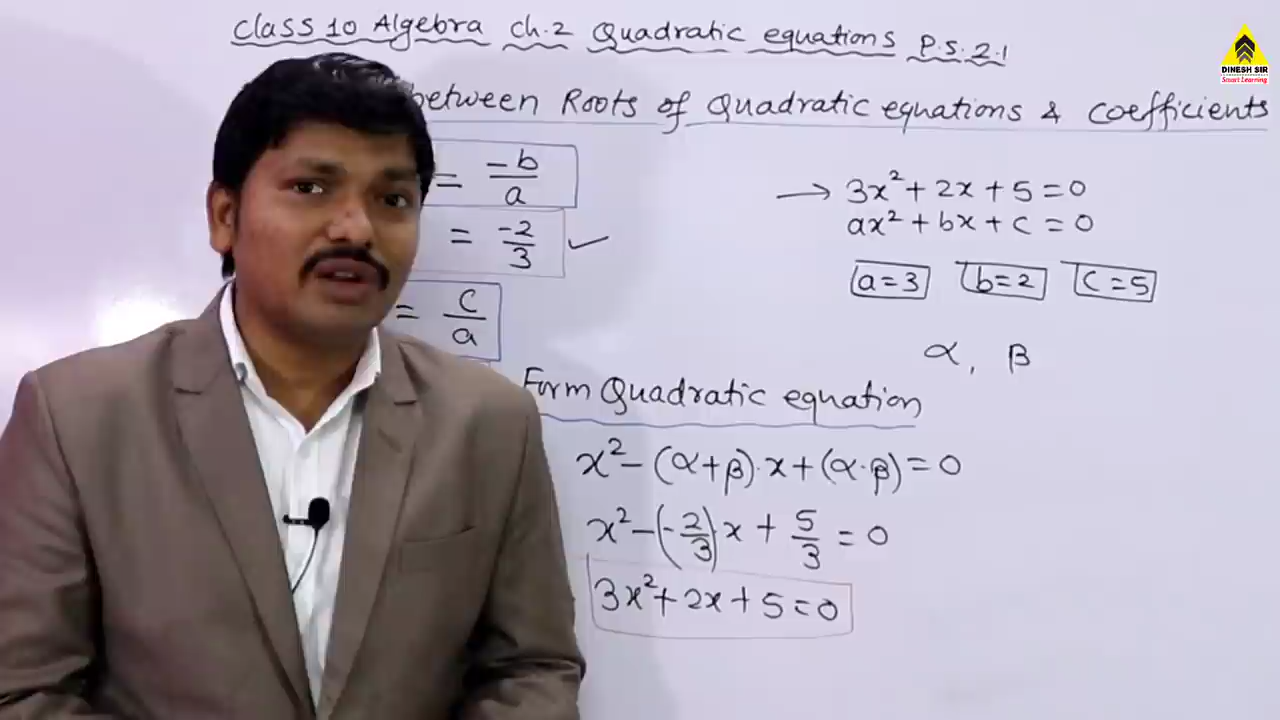 Class 10 Algebra Ch.2 Quadratic equations P.S.2.1
DINESH SIR
Smart Learning
between Roots of Quadratic equations & Coefficients
= -b/a
= -2/3 ✓
= c/a
→ 3x²+2x+5=0
ax²+bx+c=0
a=3 b=2 c=5
α, β
Form Quadratic equation
x²-(α+β).x+(α.β)=0
x²-(-2/3)x+5/3=0
3x²+2x+5=0